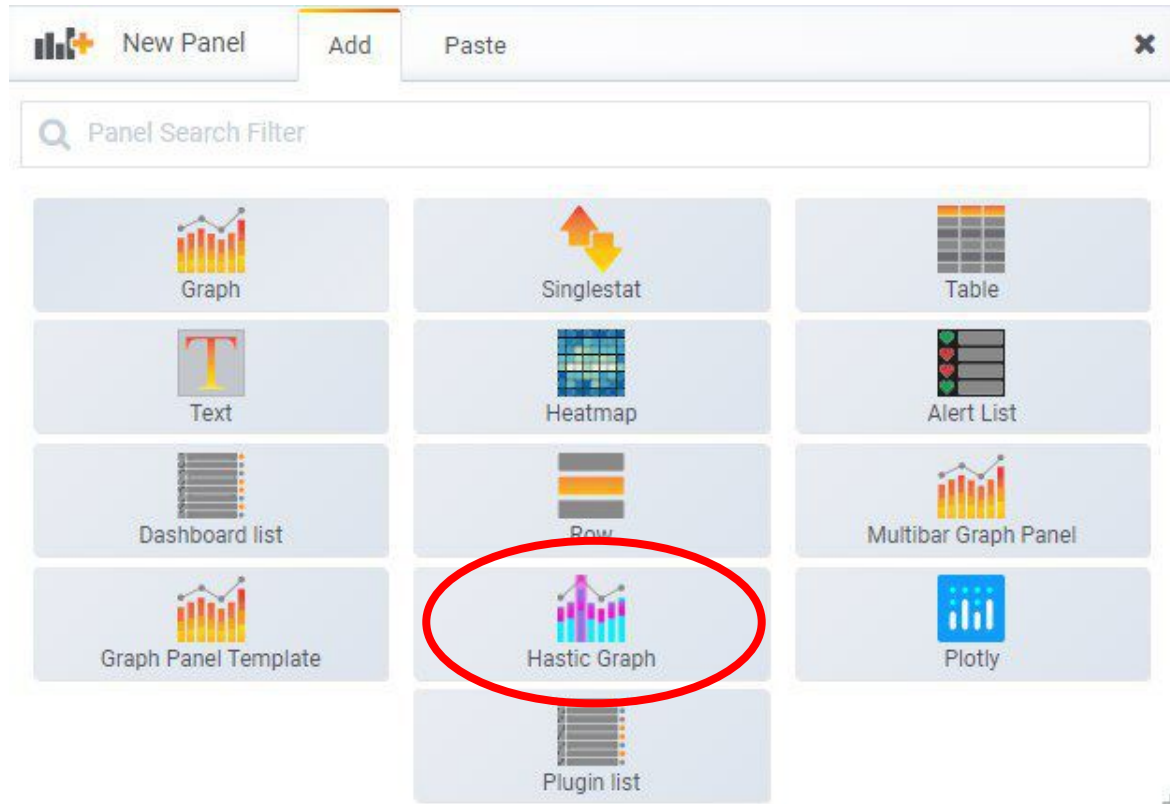 New Panel Add Paste
Panel Search Filter
Graph Singlestat Table
T
Text Heatmap Alert List
Dashboard list Row Multibar Graph Panel
Graph Panel Template Hastic Graph Plotly
Plugin list